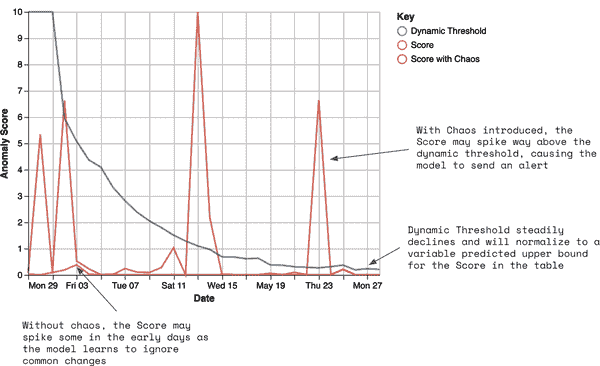 Key
Dynamic Threshold
Score
Score with Chaos
Anomaly Score
10
9
8
7
6
5
4
3
2
1
0
Mon 29 Fri 03 Tue 07 Sat 11 Wed 15 May 19 Thu 23 Mon 27
Date
With Chaos introduced, the
Score may spike way above the
dynamic threshold, causing the
model to send an alert
Dynamic Threshold steadily
declines and will normalize to a
variable predicted upper bound
for the Score in the table
Without chaos, the Score may
spike some in the early days as
the model learns to ignore
common changes